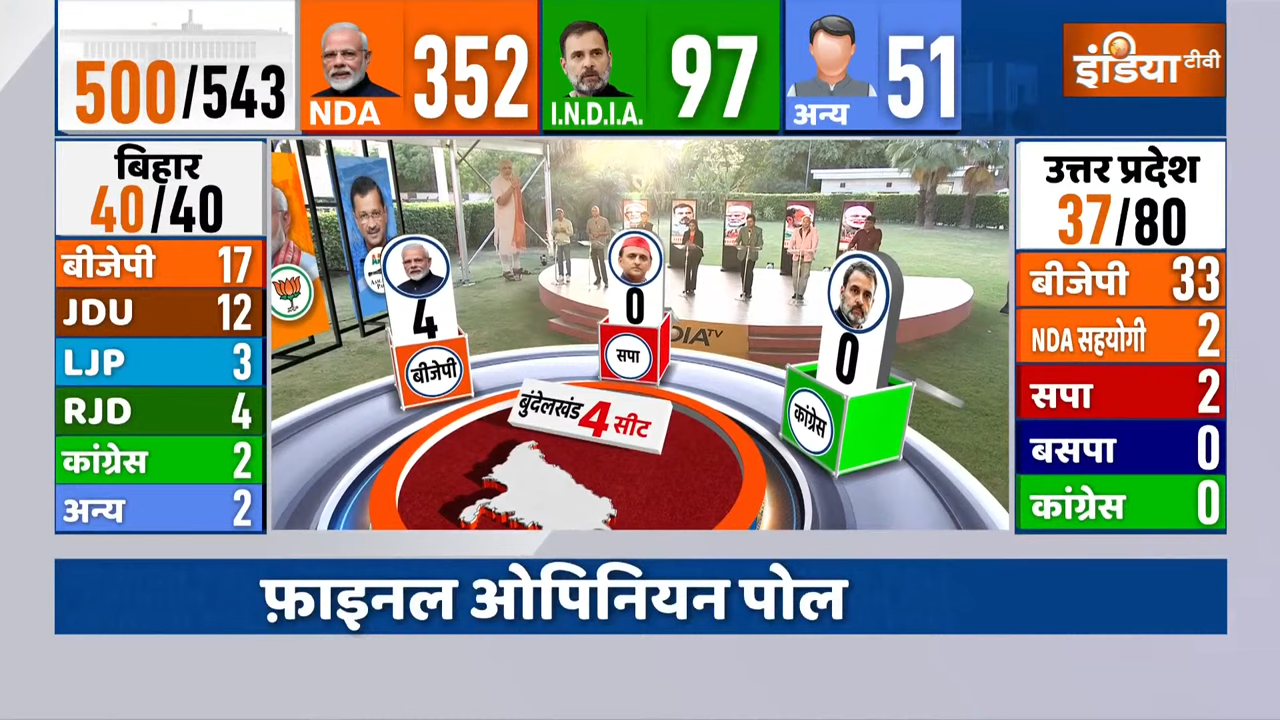 500/543
NDA 352
I.N.D.I.A. 97
अन्य 51
इंडिया टीवी
बिहार
40/40
बीजेपी 17
JDU 12
LJP 3
RJD 4
कांग्रेस 2
अन्य 2
4
बीजेपी
0
सपा
0
कांग्रेस
बुंदेलखंड 4 सीट
उत्तर प्रदेश
37/80
बीजेपी 33
NDA सहयोगी 2
सपा 2
बसपा 0
कांग्रेस 0
फ़ाइनल ओपिनियन पोल